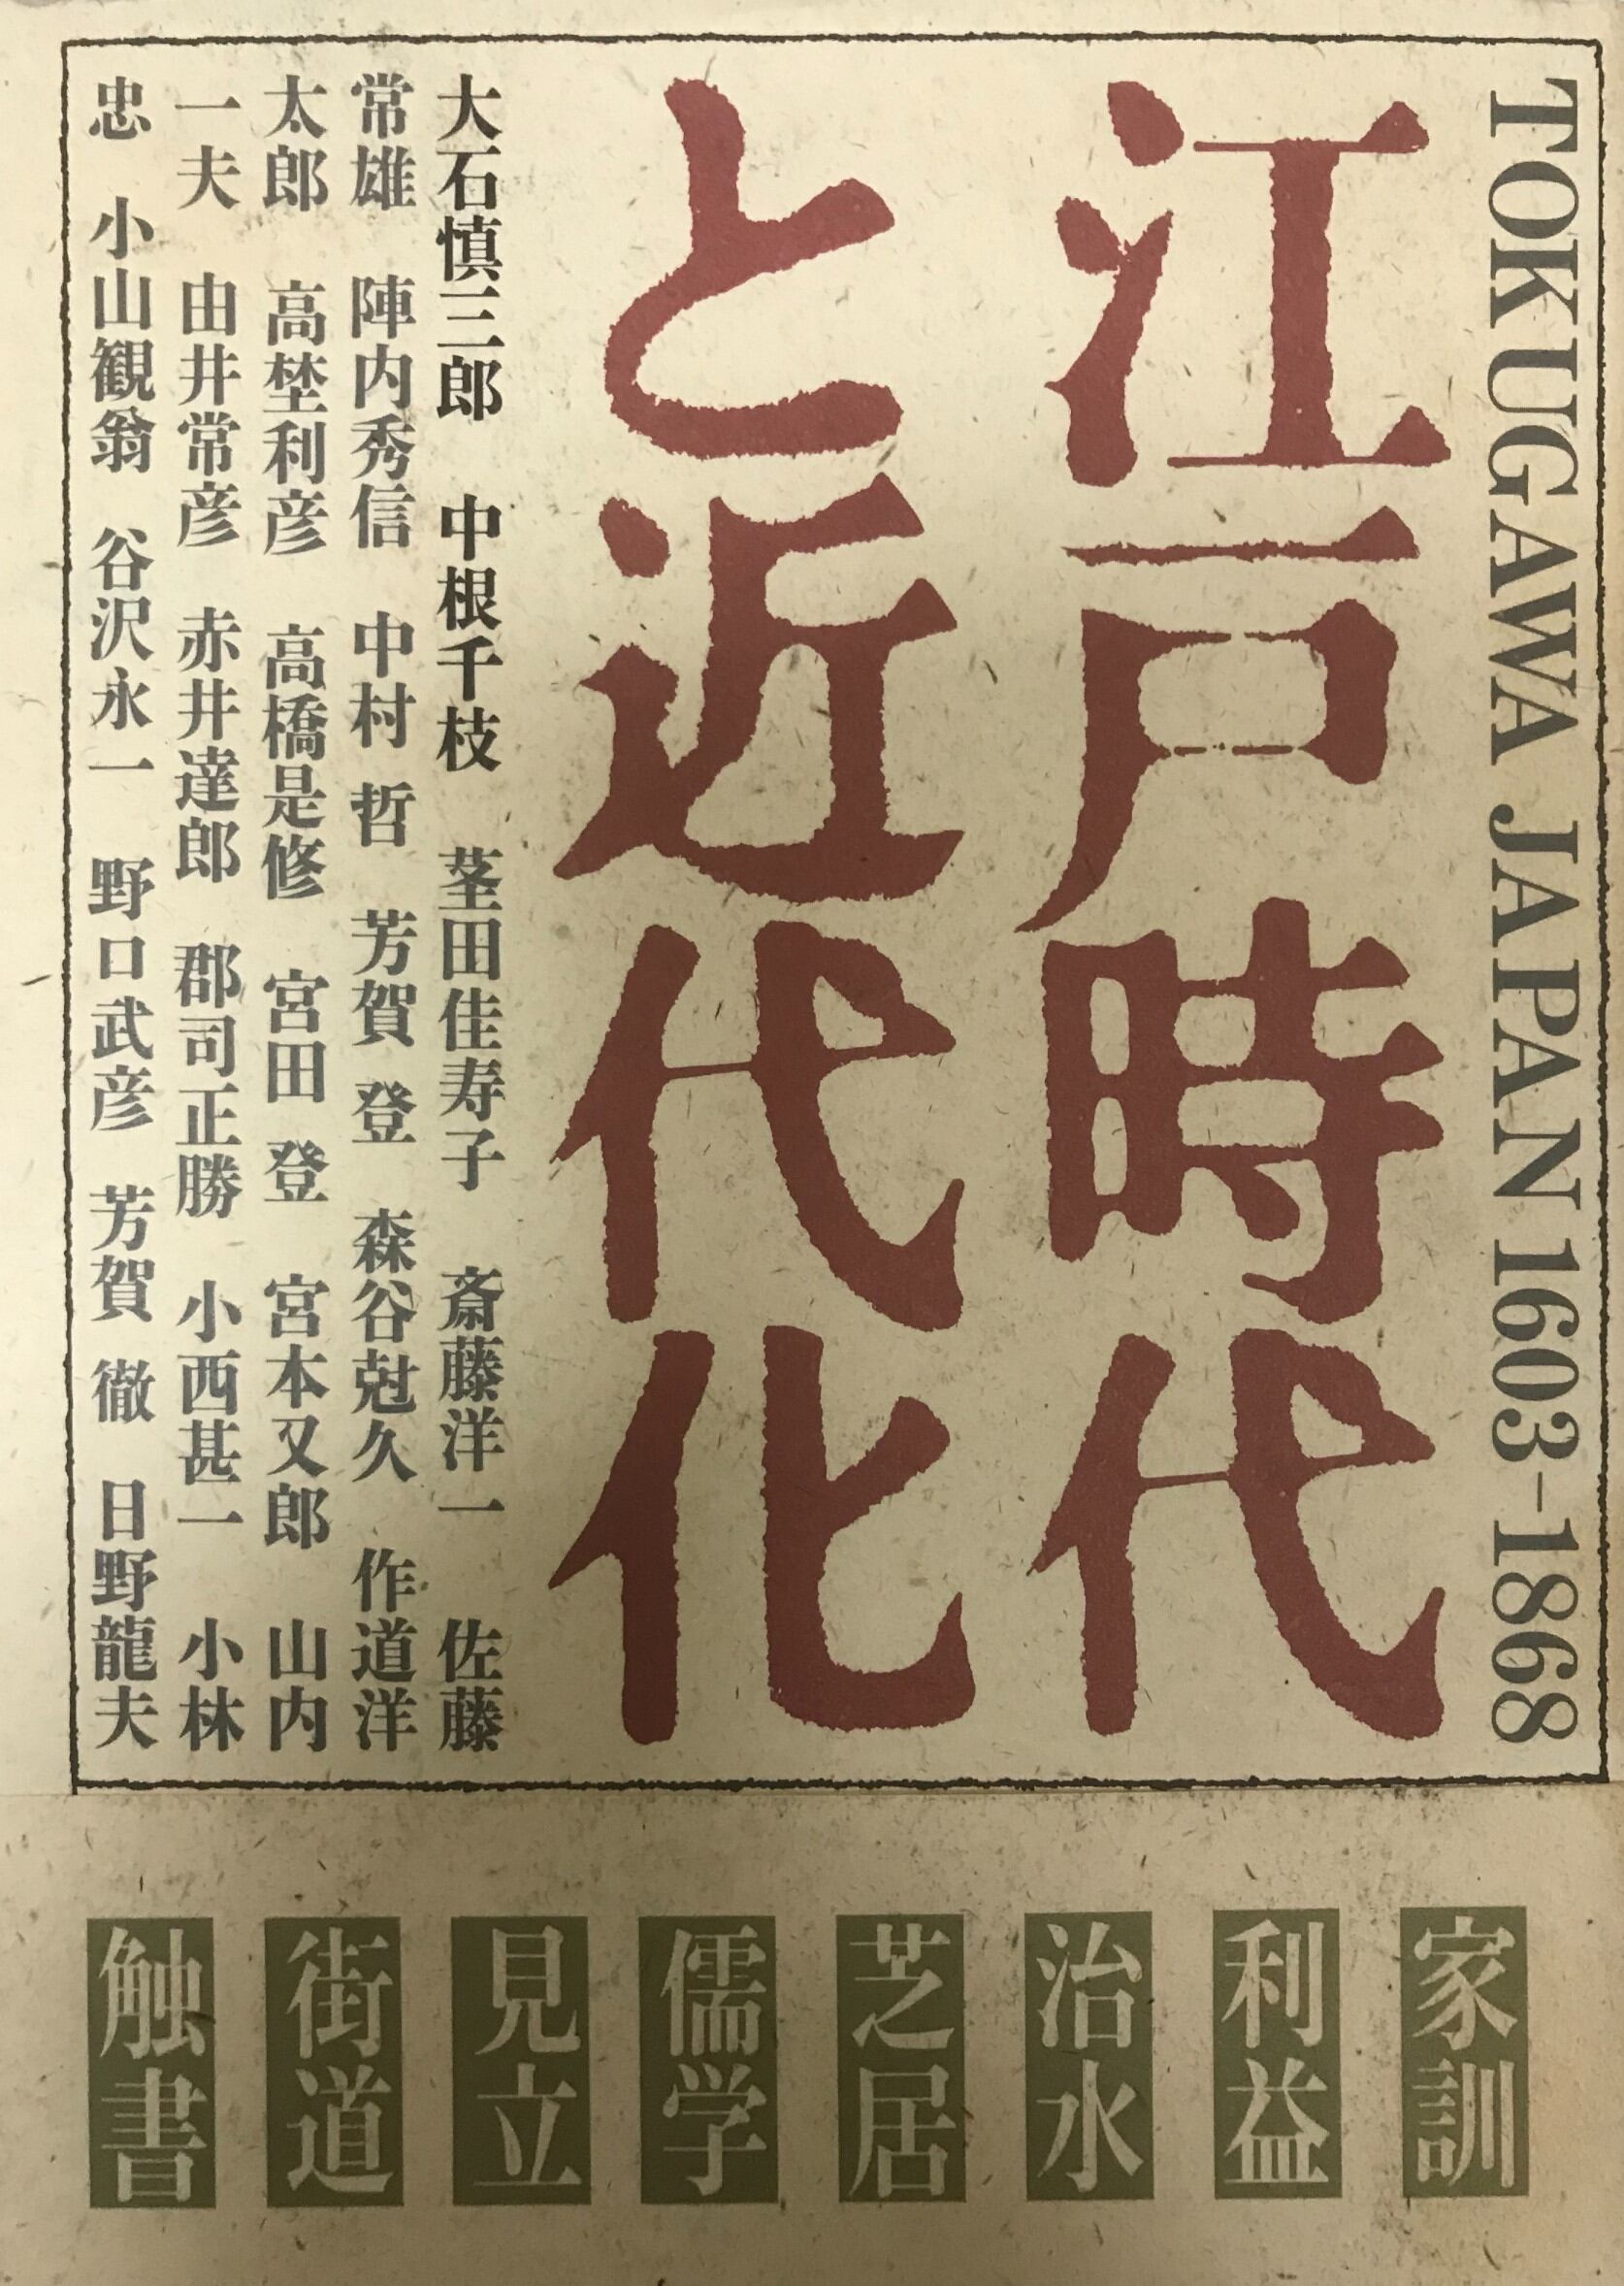 TOKUGAWA JAPAN 1603-1868
江戸時代
と近代化
大石慎三郎 中根千枝 茎田佳寿子 斎藤洋一 佐藤
常雄 陣内秀信 中村 哲 芳賀 登 森谷尅久 作道洋
太郎 高埜利彦 高橋是修 宮田 登 宮本又郎 山内
一夫 由井常彦 赤井達郎 郡司正勝 小西甚一 小林
忠 小山観翁 谷沢永一 野口武彦 芳賀 徹 日野龍夫
家訓
利益
治水
芝居
儒学
見立
街道
触書